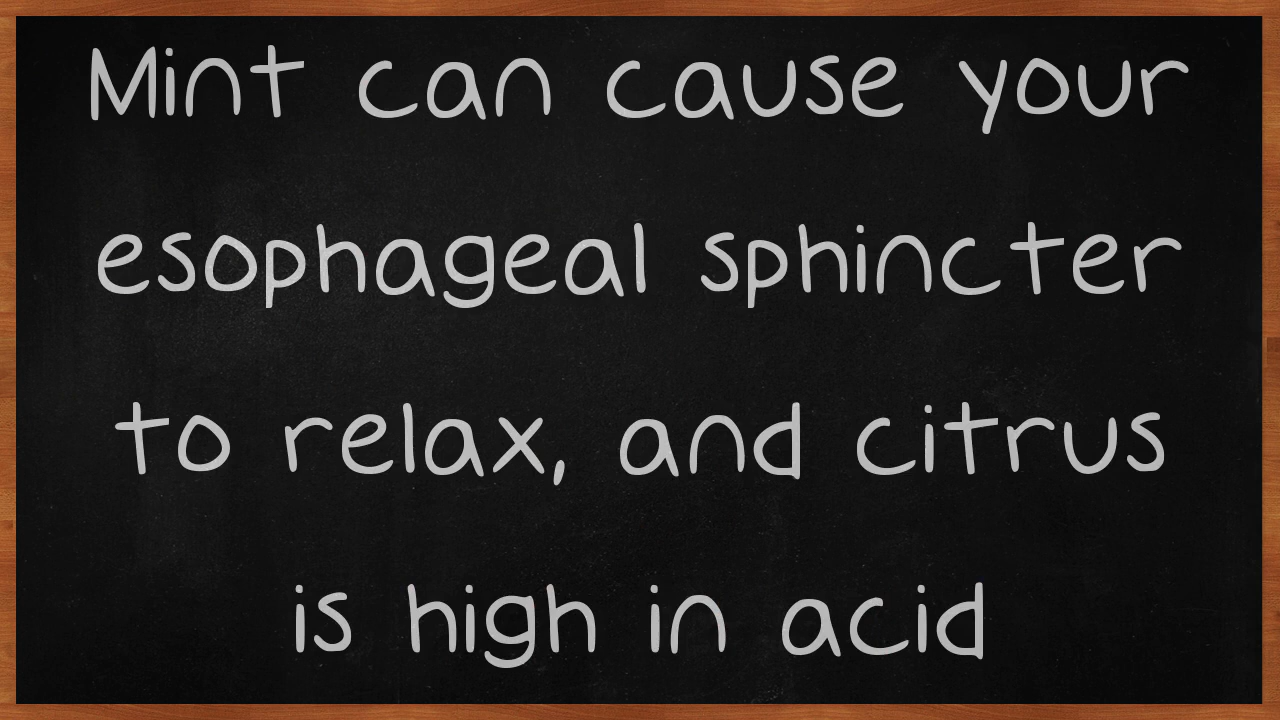 Mint can cause your
esophageal sphincter
to relax, and citrus
is high in acid